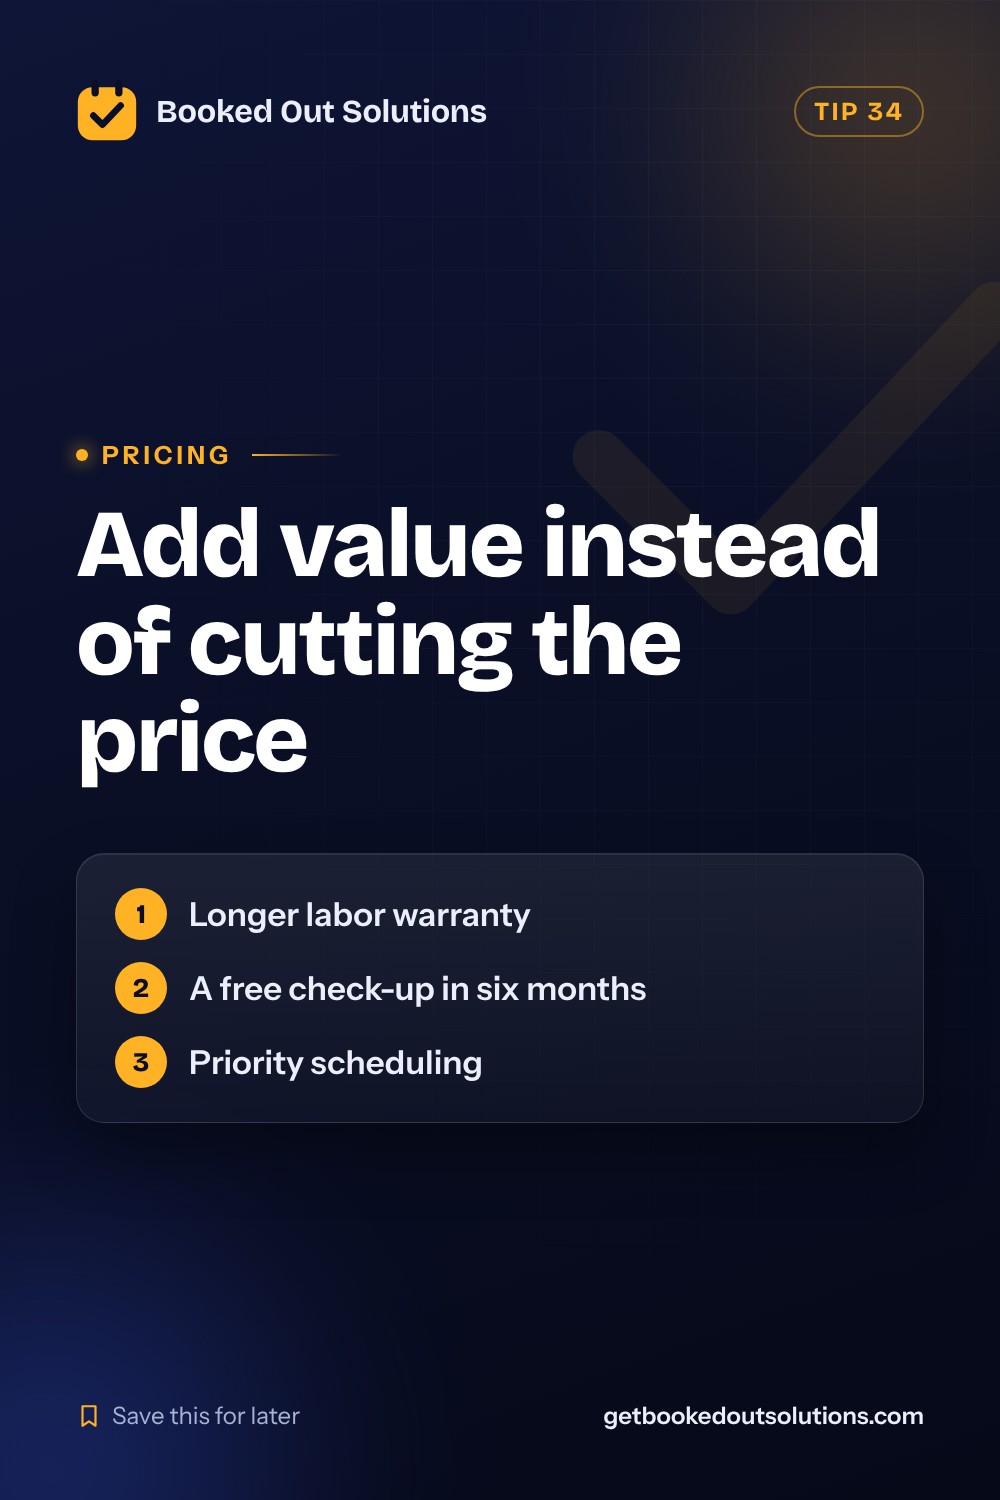 Booked Out Solutions
TIP 34
PRICING
Add value instead
of cutting the
price
1 Longer labor warranty
2 A free check-up in six months
3 Priority scheduling
Save this for later
getbookedoutsolutions.com